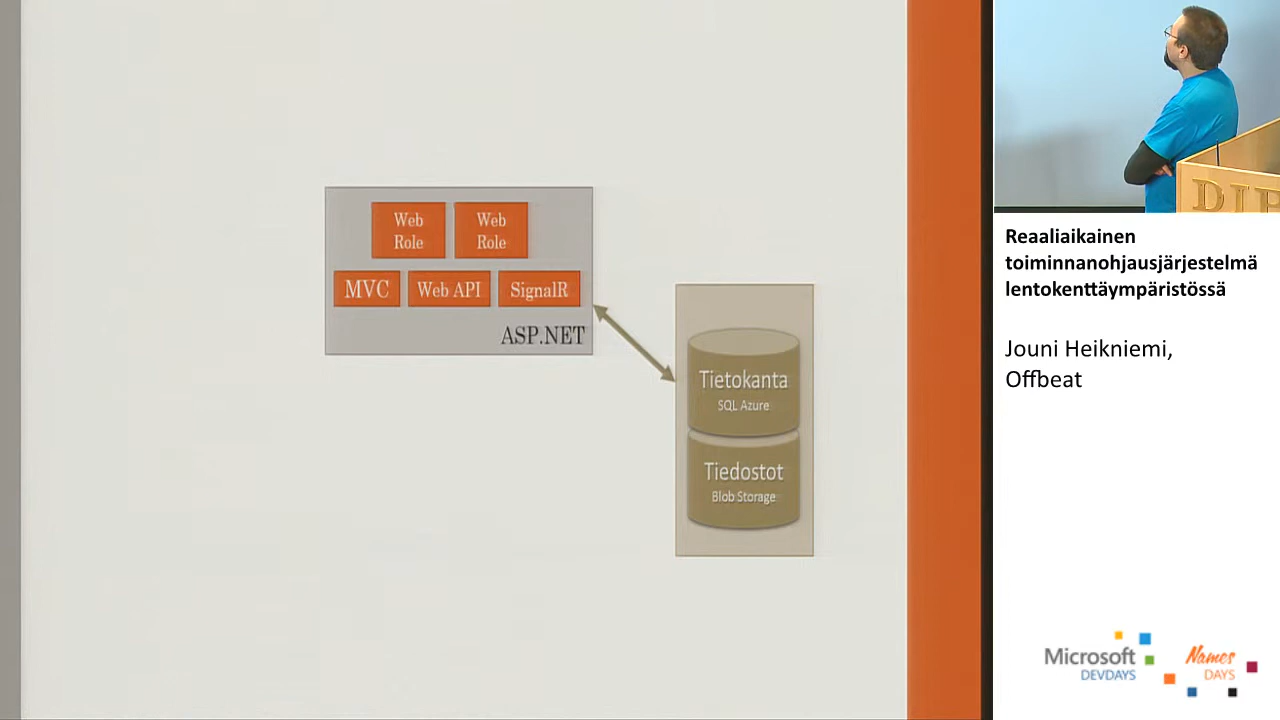 Web
Role
Web
Role
MVC
Web API
SignalR
ASP.NET
Tietokanta
SQL Azure
Tiedostot
Blob Storage
Reaaliaikainen
toiminnanohjausjärjestelmä
lentokenttäympäristössä
Jouni Heikniemi,
Offbeat
Microsoft
DEVDAYS
Names
DAYS